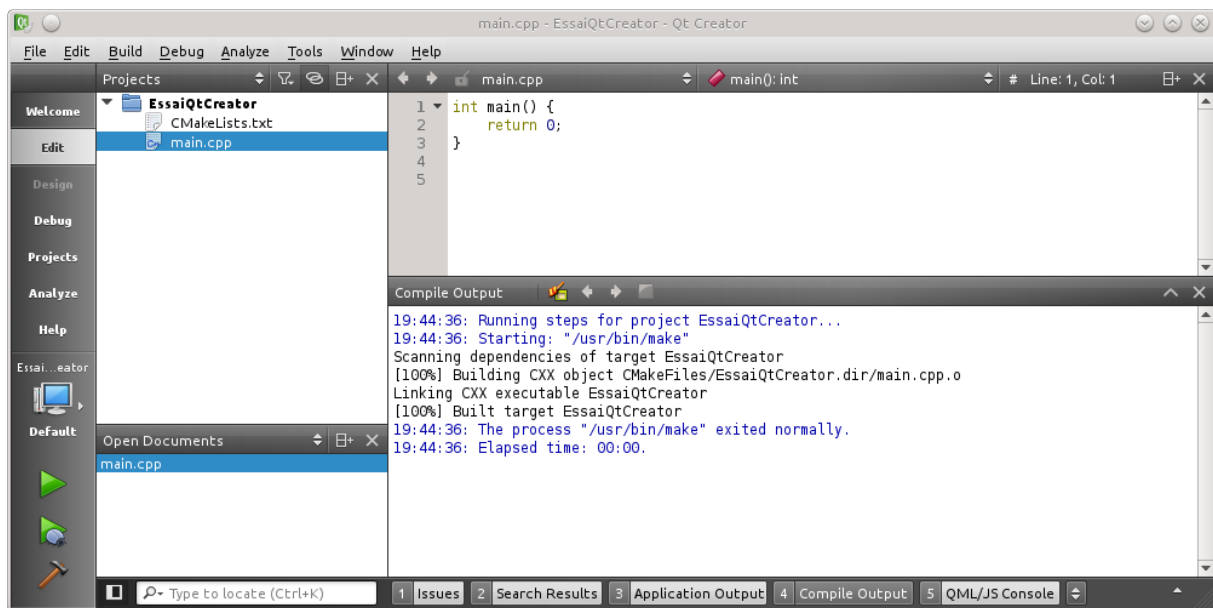 main.cpp - EssaiQtCreator - Qt Creator
File Edit Build Debug Analyze Tools Window Help
Projects
main.cpp
main(): int
# Line: 1, Col: 1
Welcome
Edit
Design
Debug
Projects
Analyze
Help
Essai...eator
Default
EssaiQtCreator
CMakeLists.txt
main.cpp
1 int main() {
2 return 0;
3 }
4
5
Compile Output
19:44:36: Running steps for project EssaiQtCreator...
19:44:36: Starting: "/usr/bin/make"
Scanning dependencies of target EssaiQtCreator
[100%] Building CXX object CMakeFiles/EssaiQtCreator.dir/main.cpp.o
Linking CXX executable EssaiQtCreator
[100%] Built target EssaiQtCreator
19:44:36: The process "/usr/bin/make" exited normally.
19:44:36: Elapsed time: 00:00.
Open Documents
main.cpp
Type to locate (Ctrl+K)
1 Issues 2 Search Results 3 Application Output 4 Compile Output 5 QML/JS Console